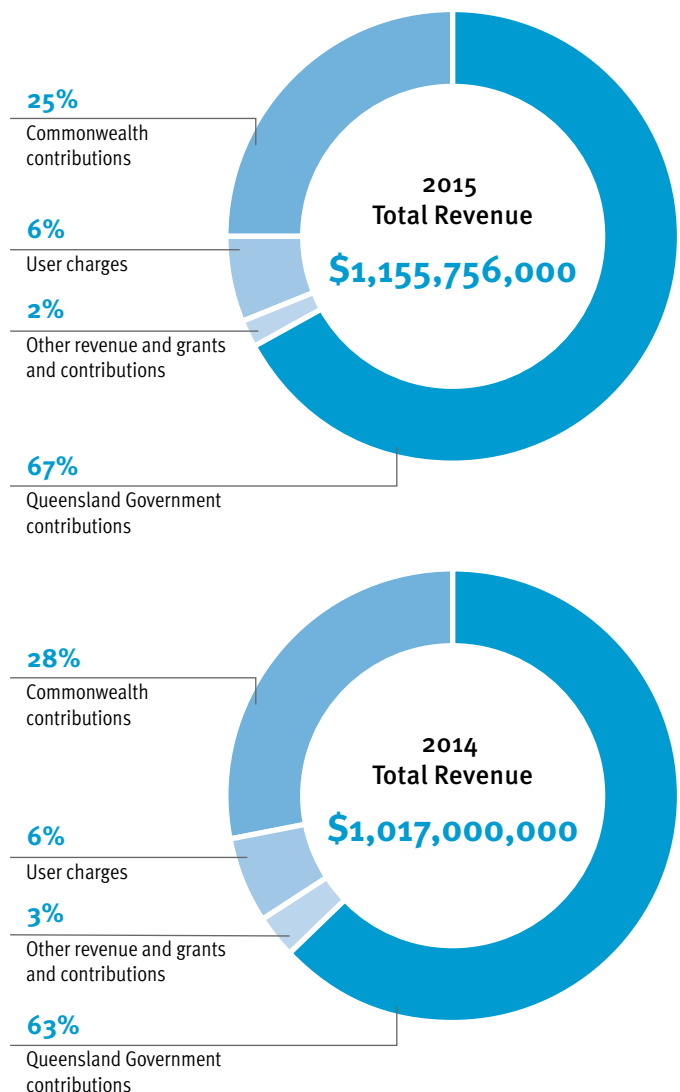 25%
Commonwealth
contributions
6%
User charges
2%
Other revenue and grants
and contributions
67%
Queensland Government
contributions
2015
Total Revenue
$1,155,756,000
28%
Commonwealth
contributions
6%
User charges
3%
Other revenue and grants
and contributions
63%
Queensland Government
contributions
2014
Total Revenue
$1,017,000,000